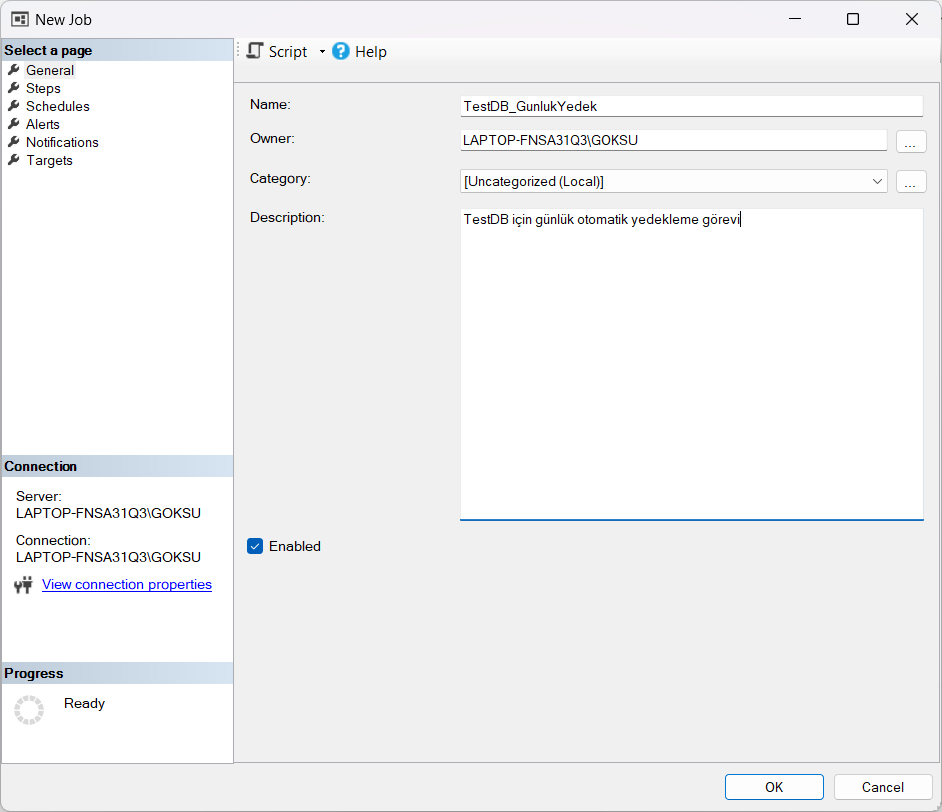 New Job
Select a page
General
Steps
Schedules
Alerts
Notifications
Targets
Connection
Server:
LAPTOP-FNSA31Q3\GOKSU
Connection:
LAPTOP-FNSA31Q3\GOKSU
View connection properties
Progress
Ready
Script Help
Name: TestDB_GunlukYedek
Owner: LAPTOP-FNSA31Q3\GOKSU ...
Category: [Uncategorized (Local)] ...
Description: TestDB için günlük otomatik yedekleme görevi
Enabled
OK Cancel